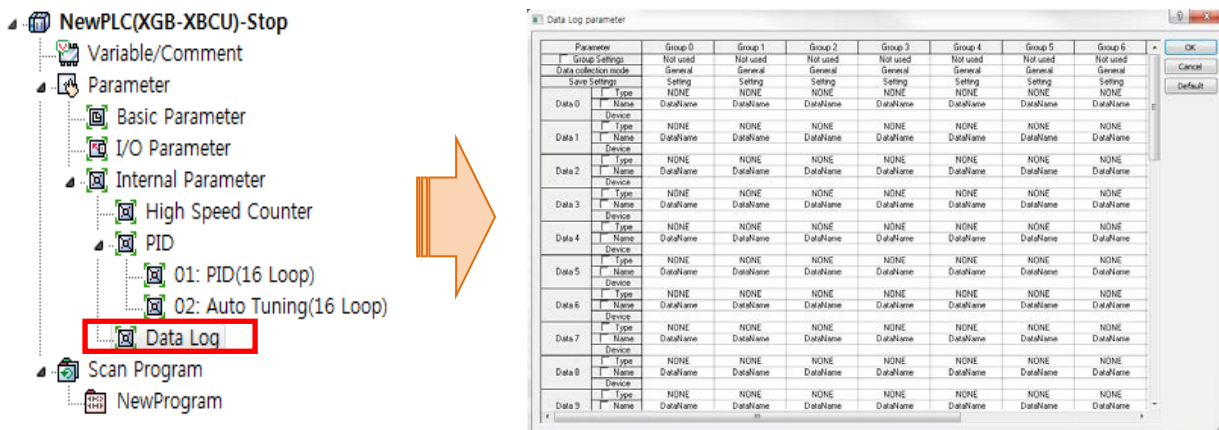 NewPLC(XGB-XBCU)-Stop
Variable/Comment
Parameter
Basic Parameter
I/O Parameter
Internal Parameter
High Speed Counter
PID
01: PID(16 Loop)
02: Auto Tuning(16 Loop)
Data Log
Scan Program
NewProgram
Data Log parameter
Parameter Group 0 Group 1 Group 2 Group 3 Group 4 Group 5 Group 6
Group Settings Not used Not used Not used Not used Not used Not used Not used
Data collection mode General General General General General General General
Save Settings Setting Setting Setting Setting Setting Setting Setting
Data 0 Type NONE NONE NONE NONE NONE NONE NONE
Name DataName DataName DataName DataName DataName DataName DataName
Device
Data 1 Type NONE NONE NONE NONE NONE NONE NONE
Name DataName DataName DataName DataName DataName DataName DataName
Device
Data 2 Type NONE NONE NONE NONE NONE NONE NONE
Name DataName DataName DataName DataName DataName DataName DataName
Device
Data 3 Type NONE NONE NONE NONE NONE NONE NONE
Name DataName DataName DataName DataName DataName DataName DataName
Device
Data 4 Type NONE NONE NONE NONE NONE NONE NONE
Name DataName DataName DataName DataName DataName DataName DataName
Device
Data 5 Type NONE NONE NONE NONE NONE NONE NONE
Name DataName DataName DataName DataName DataName DataName DataName
Device
Data 6 Type NONE NONE NONE NONE NONE NONE NONE
Name DataName DataName DataName DataName DataName DataName DataName
Device
Data 7 Type NONE NONE NONE NONE NONE NONE NONE
Name DataName DataName DataName DataName DataName DataName DataName
Device
Data 8 Type NONE NONE NONE NONE NONE NONE NONE
Name DataName DataName DataName DataName DataName DataName DataName
Device
Data 9 Type NONE NONE NONE NONE NONE NONE NONE
Name DataName DataName DataName DataName DataName DataName DataName
OK
Cancel
Default